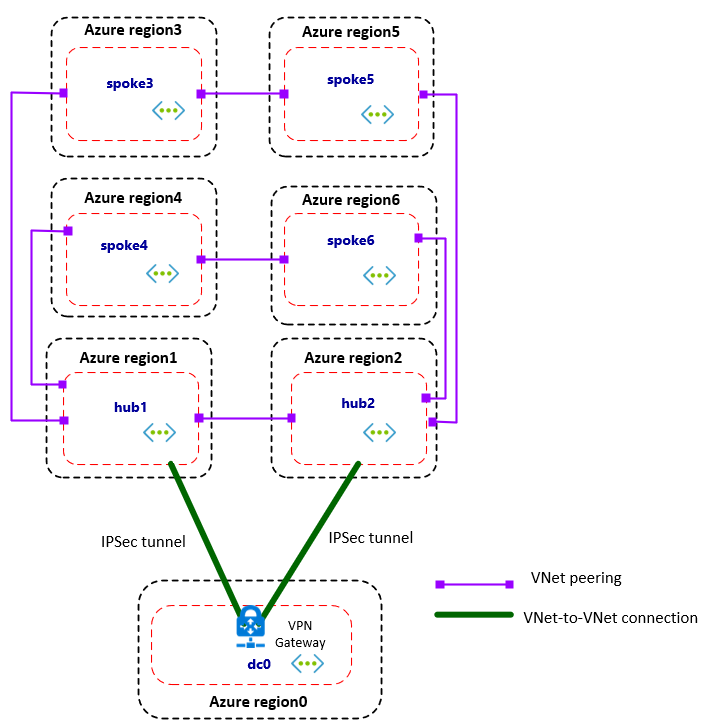 Azure region3
Azure region5
spoke3
spoke5
Azure region4
Azure region6
spoke4
spoke6
Azure region1
Azure region2
hub1
hub2
IPSec tunnel
IPSec tunnel
VNet peering
VNet-to-VNet connection
VPN
Gateway
dc0
Azure region0